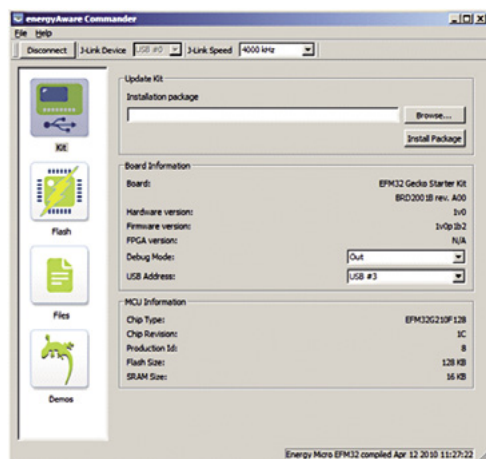 energyAware Commander
File Help
Disconnect J-Link Device USB #0 J-Link Speed 4000 kHz
Kit
Flash
Files
Demos
Update Kit
Installation package
Browse...
Install Package
Board Information
Board: EFM32 Gecko Starter Kit
BRD2001B rev. A00
Hardware version: 1v0
Firmware version: 1v0p1b2
FPGA version: N/A
Debug Mode: Out
USB Address: USB #3
MCU Information
Chip Type: EFM32G210F128
Chip Revision: 1C
Production Id: 8
Flash Size: 128 KB
SRAM Size: 16 KB
Energy Micro EFM32 compiled Apr 12 2010 11:27:22